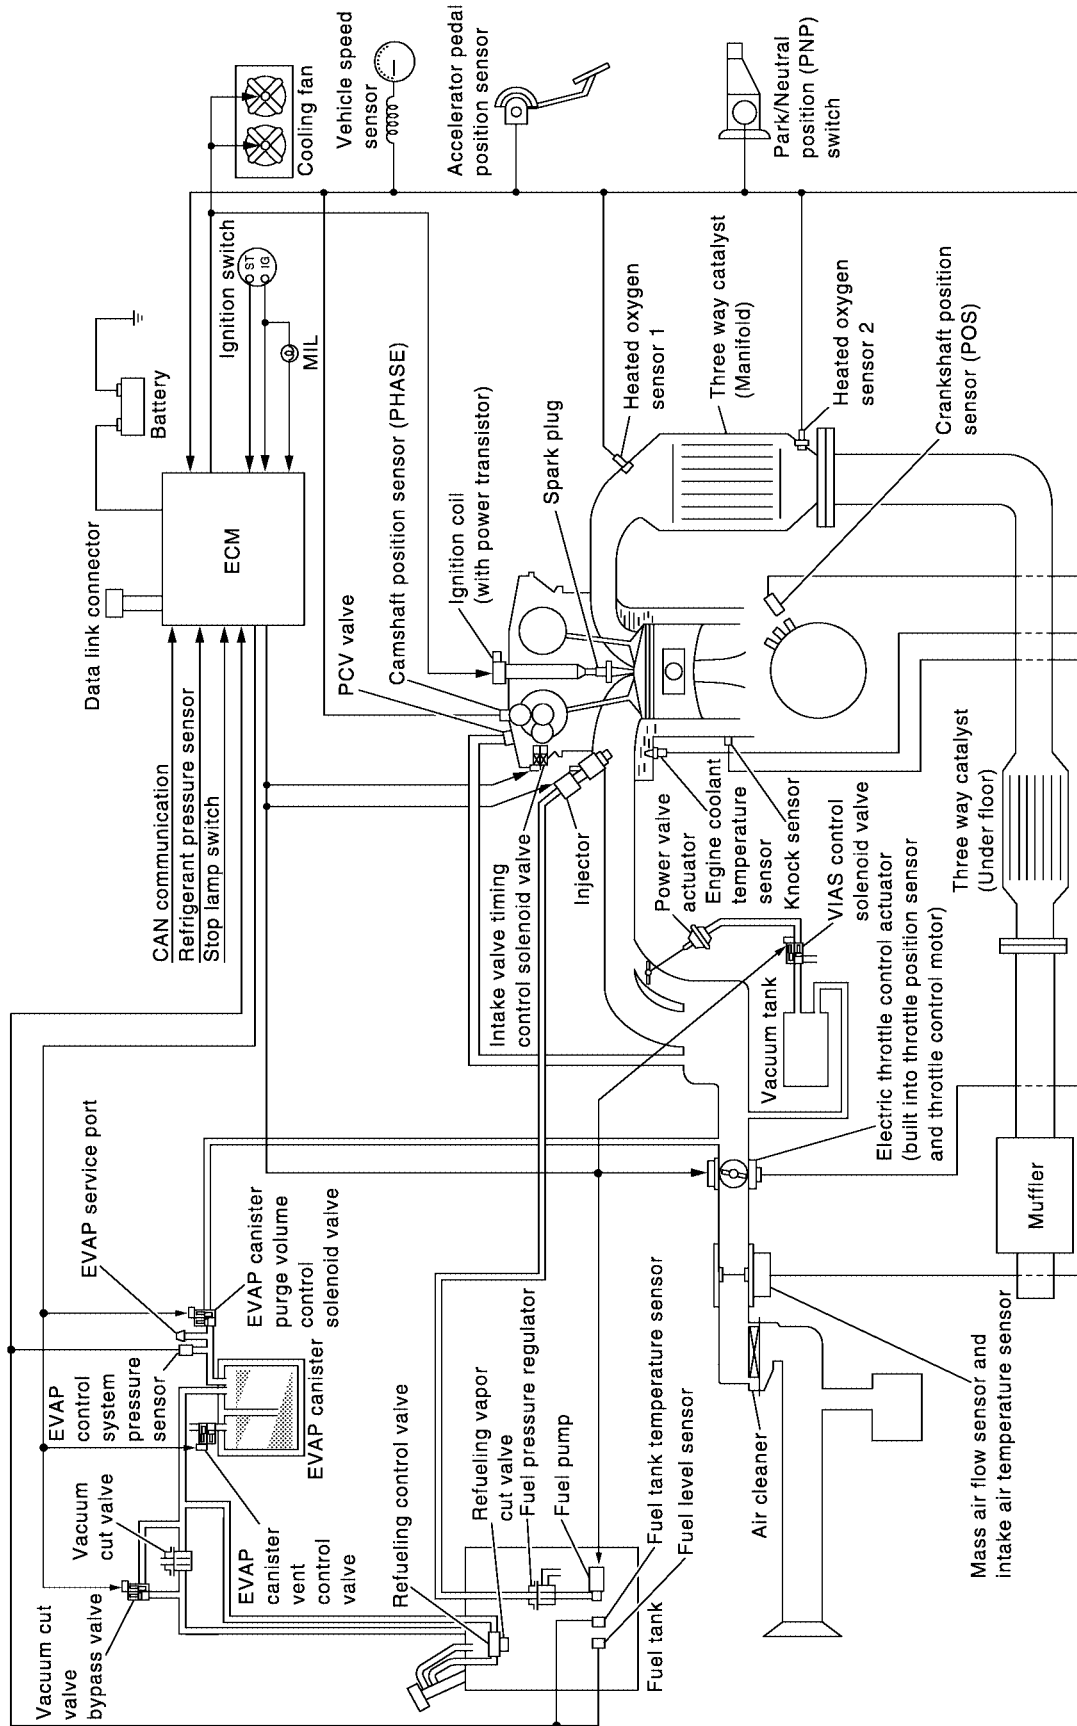 Data link connector
Battery
Ignition switch
ST
IG
MIL
ECM
Cooling fan
Vehicle speed
sensor
Accelerator pedal
position sensor
Park/Neutral
position (PNP)
switch
CAN communication
Refrigerant pressure sensor
Stop lamp switch
PCV valve
Camshaft position sensor (PHASE)
Ignition coil
(with power transistor)
Spark plug
Heated oxygen
sensor 1
Three way catalyst
(Manifold)
Heated oxygen
sensor 2
Crankshaft position
sensor (POS)
Intake valve timing
control solenoid valve
Injector
Power valve
actuator
Engine coolant
temperature
sensor
Knock sensor
VIAS control
solenoid valve
Three way catalyst
(Under floor)
Vacuum tank
Electric throttle control actuator
(built into throttle position sensor
and throttle control motor)
Muffler
EVAP service port
EVAP canister
purge volume
control
solenoid valve
EVAP
control
system
pressure
sensor
EVAP canister
Vacuum
cut valve
Vacuum cut
valve
bypass valve
EVAP
canister
vent
control
valve
Refueling control valve
Refueling vapor
cut valve
Fuel pressure regulator
Fuel pump
Fuel tank temperature sensor
Fuel level sensor
Fuel tank
Air cleaner
Mass air flow sensor and
intake air temperature sensor